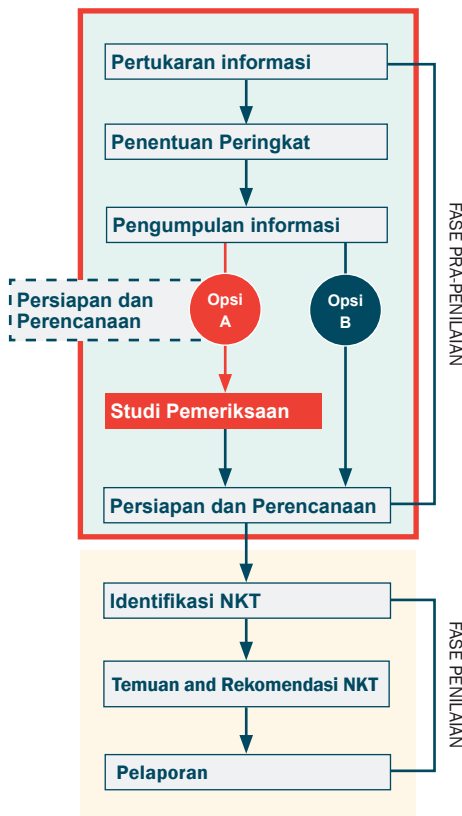 Pertukaran informasi
Penentuan Peringkat
Pengumpulan informasi
Persiapan dan
Perencanaan
Opsi
A
Opsi
B
Studi Pemeriksaan
Persiapan dan Perencanaan
FASE PRA-PENILAIAN
Identifikasi NKT
Temuan and Rekomendasi NKT
Pelaporan
FASE PENILAIAN